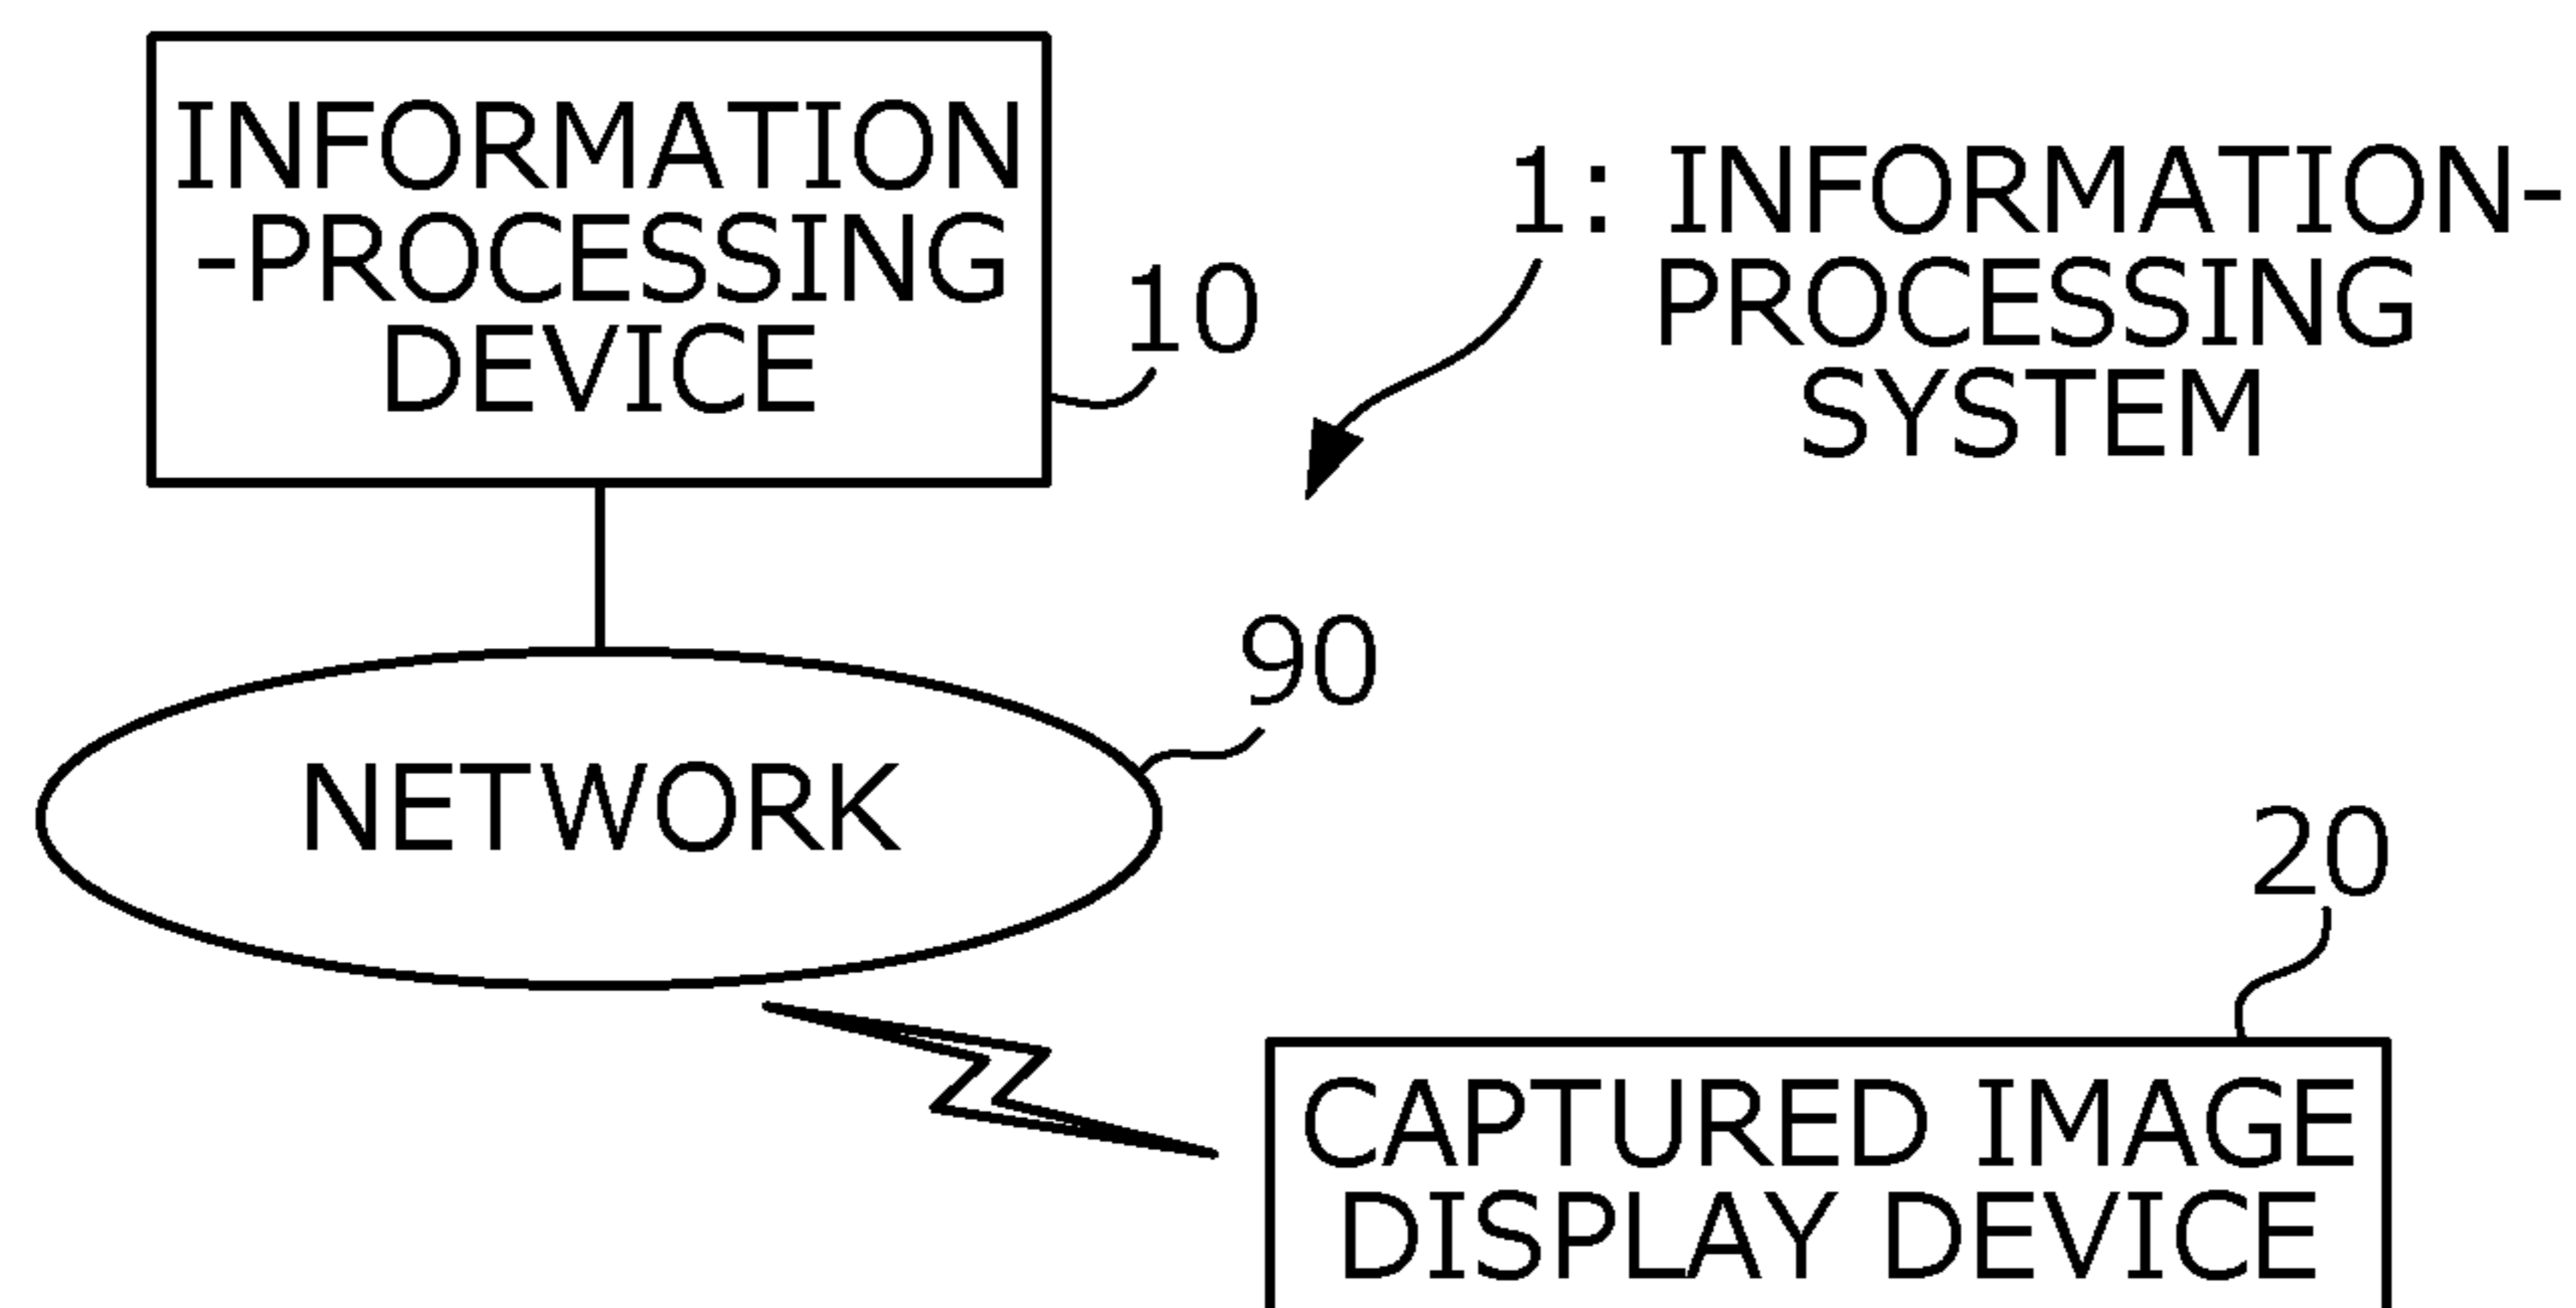 INFORMATION
-PROCESSING
DEVICE
10
1: INFORMATION-
PROCESSING
SYSTEM
90
NETWORK
20
CAPTURED IMAGE
DISPLAY DEVICE